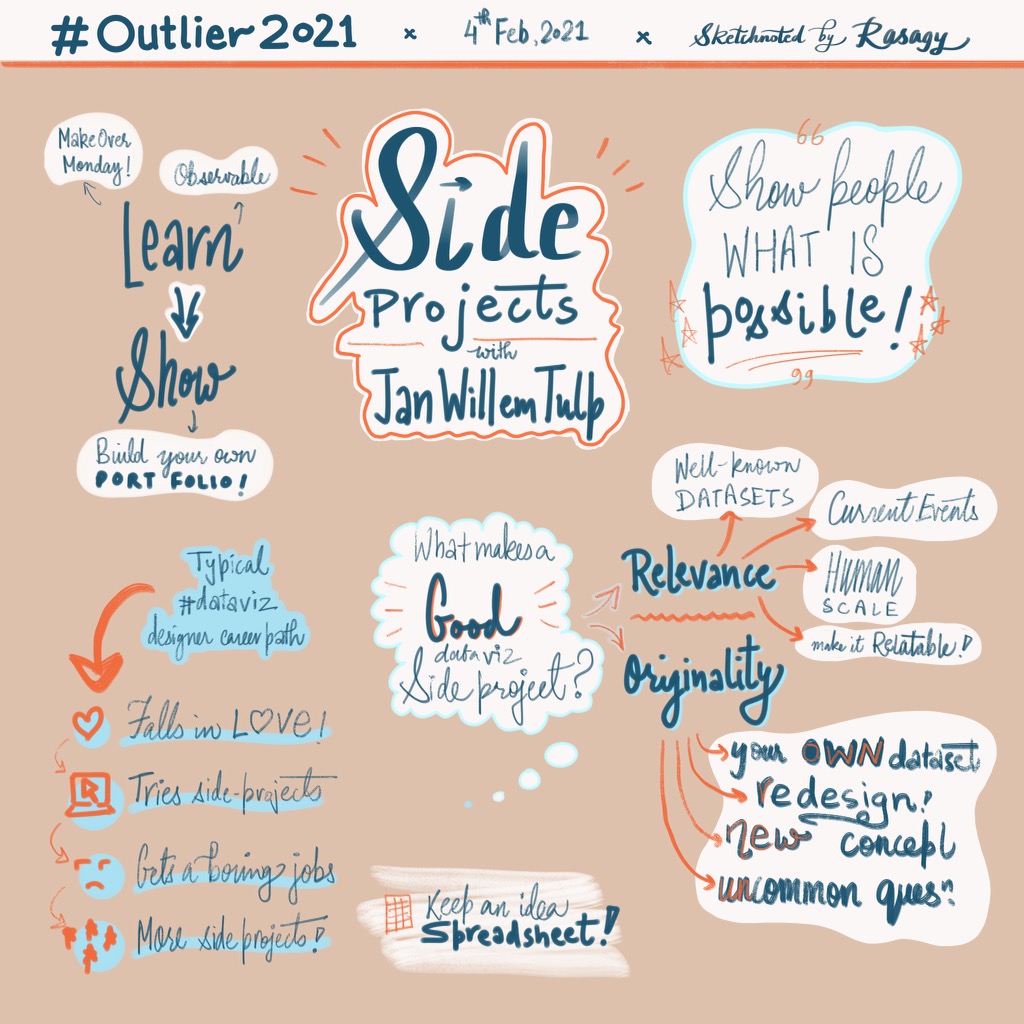 #Outlier2021 x 4th Feb, 2021 x Sketchnoted by Rasagy
MakeOver
Monday!
Observable
Learn
Show
Build your own
PORTFOLIO!
Side
Projects
with
Jan Willem Tulp
“
Show people
WHAT IS
possible!
”
Typical
#dataviz
designer career path
Falls in LOVE!
Tries side-projects
Gets a boring jobs
More side projects!
What makes a
Good
dataviz
Side project?
Relevance
Well-known
DATASETS
Current Events
HUMAN
SCALE
make it Relatable!
Originality
your OWN dataset
redesign!
new concept
uncommon
Keep an idea
Spreadsheet!